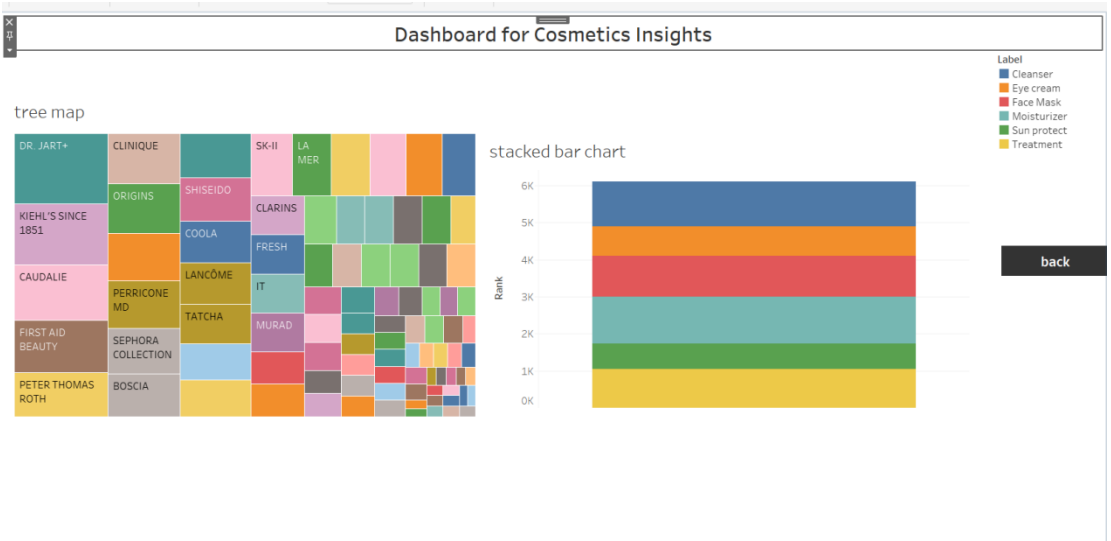 Dashboard for Cosmetics Insights
Label
Cleanser
Eye cream
Face Mask
Moisturizer
Sun protect
Treatment
tree map
DR. JART+
KIEHL'S SINCE
1851
CAUDALIE
FIRST AID
BEAUTY
PETER THOMAS
ROTH
CLINIQUE
ORIGINS
PERRICONE
MD
SEPHORA
COLLECTION
BOSCIA
SHISEIDO
COOLA
LANCÔME
TATCHA
SK-II
CLARINS
FRESH
IT
MURAD
LA
MER
stacked bar chart
Rank
6K
5K
4K
3K
2K
1K
0K
back